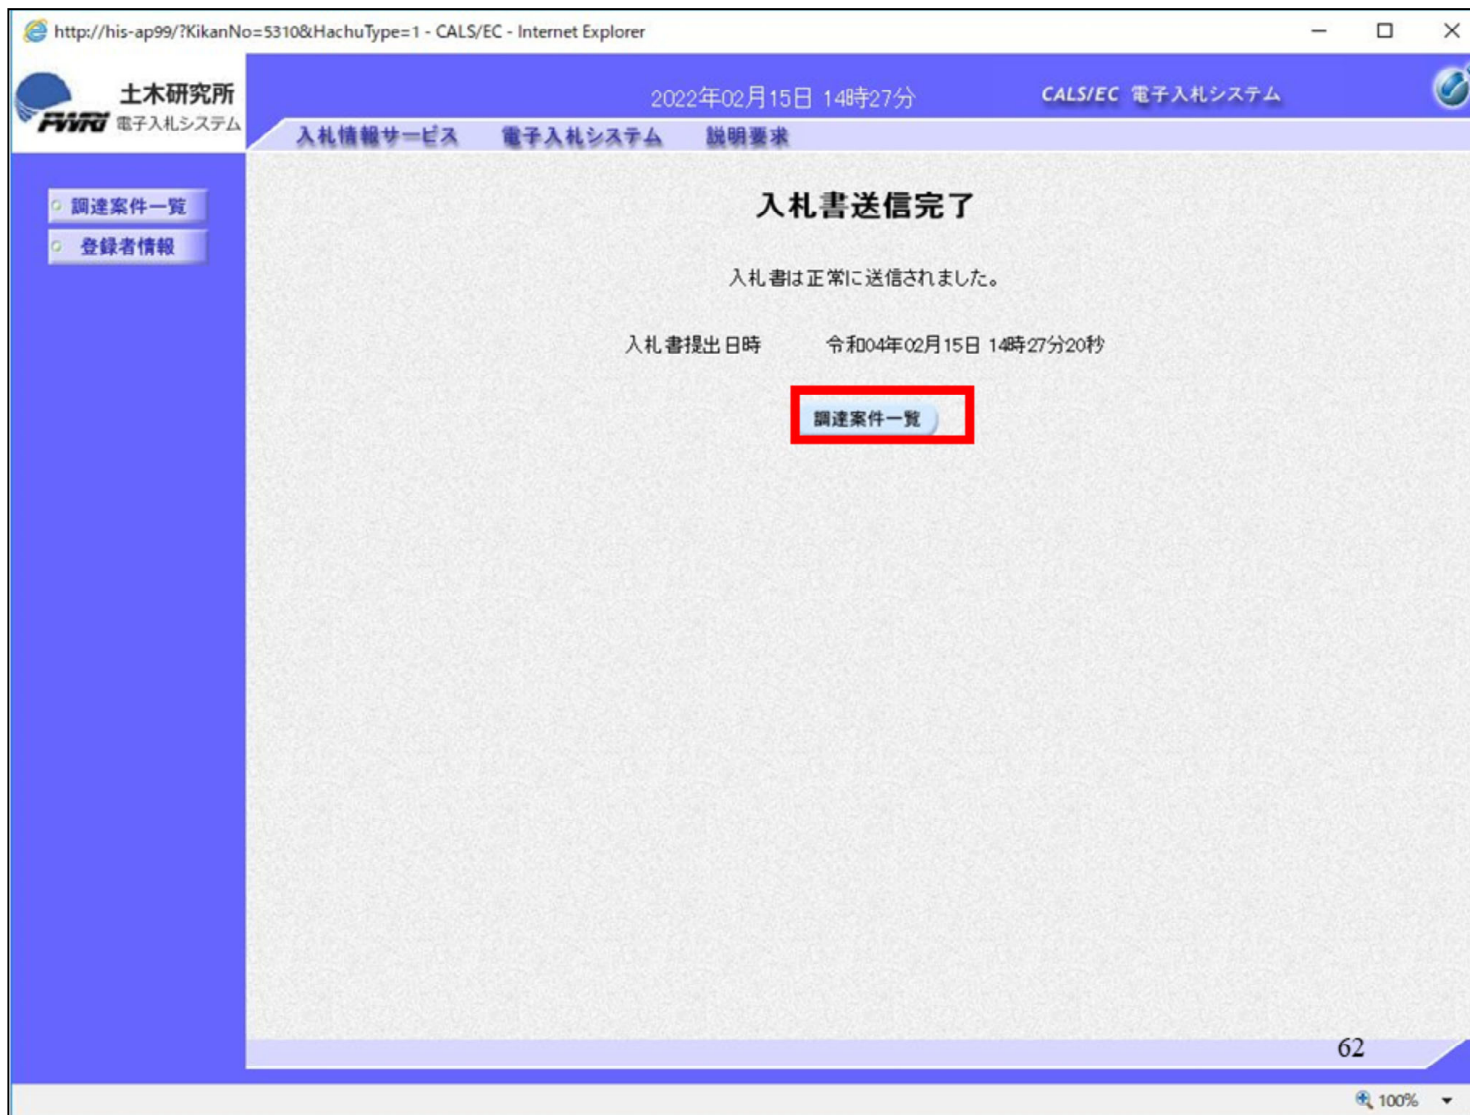 http://his-ap99/?KikanNo=5310&HachuType=1 - CALS/EC - Internet Explorer
土木研究所
PWRI 電子入札システム
2022年02月15日 14時27分
CALS/EC 電子入札システム
入札情報サービス 電子入札システム 説明要求
調達案件一覧
登録者情報
入札書送信完了
入札書は正常に送信されました。
入札書提出日時 令和04年02月15日 14時27分20秒
調達案件一覧
62
100%